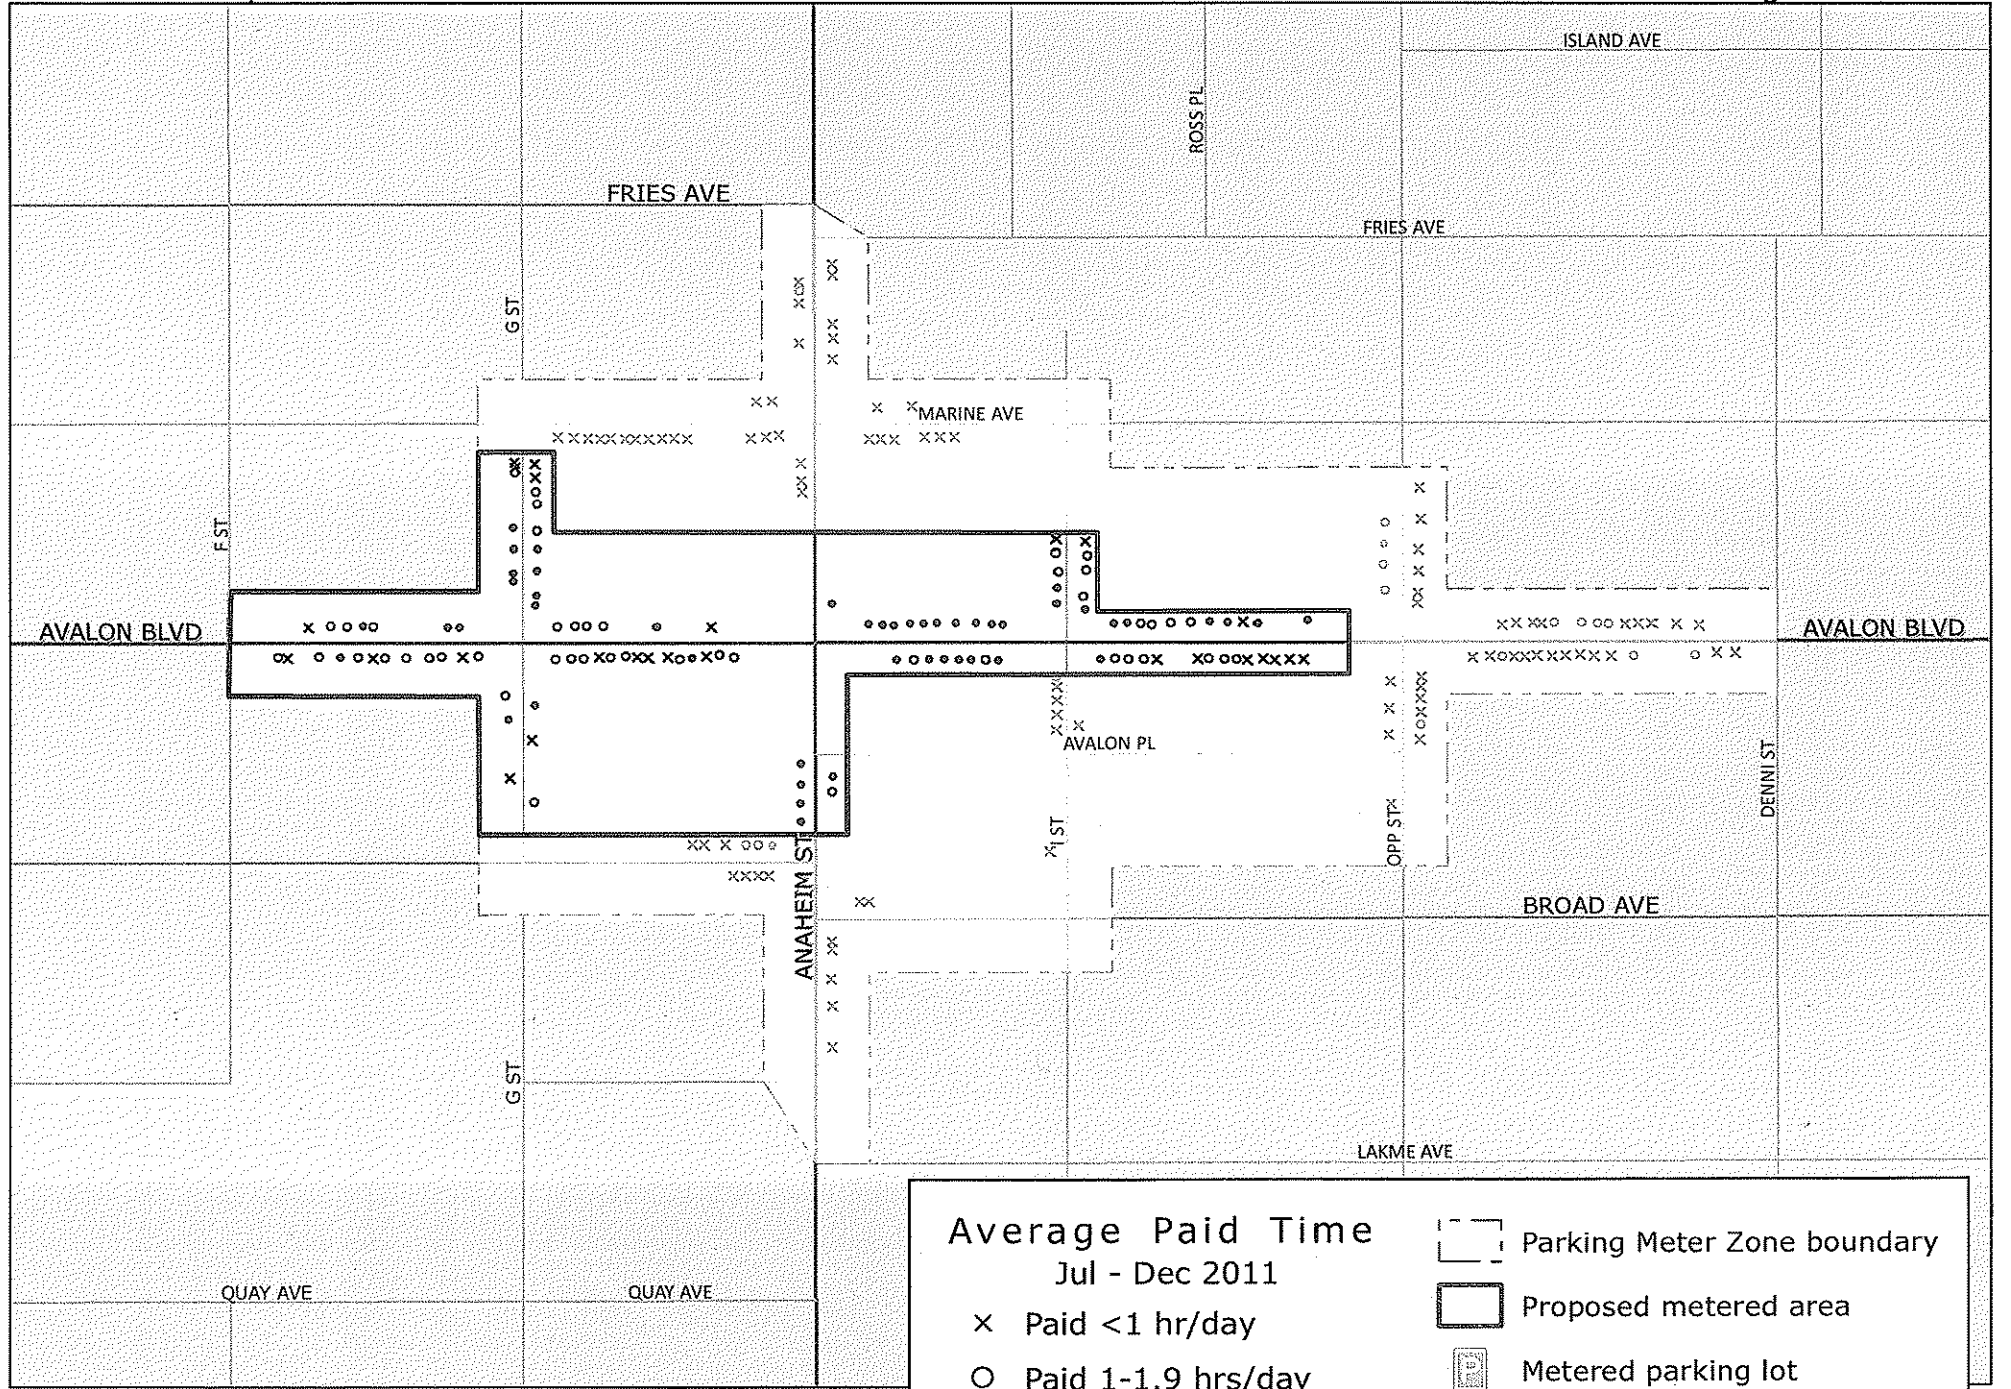 ISLAND AVE
ROSS PL
FRIES AVE
FRIES AVE
G ST
MARINE AVE
F ST
AVALON BLVD
AVALON BLVD
AVALON PL
DENNI ST
I ST
OPP ST
ANAHEIM ST
BROAD AVE
G ST
LAKME AVE
QUAY AVE
QUAY AVE
Average Paid Time
Jul - Dec 2011
x Paid <1 hr/day
o Paid 1-1.9 hrs/day
Parking Meter Zone boundary
Proposed metered area
P Metered parking lot